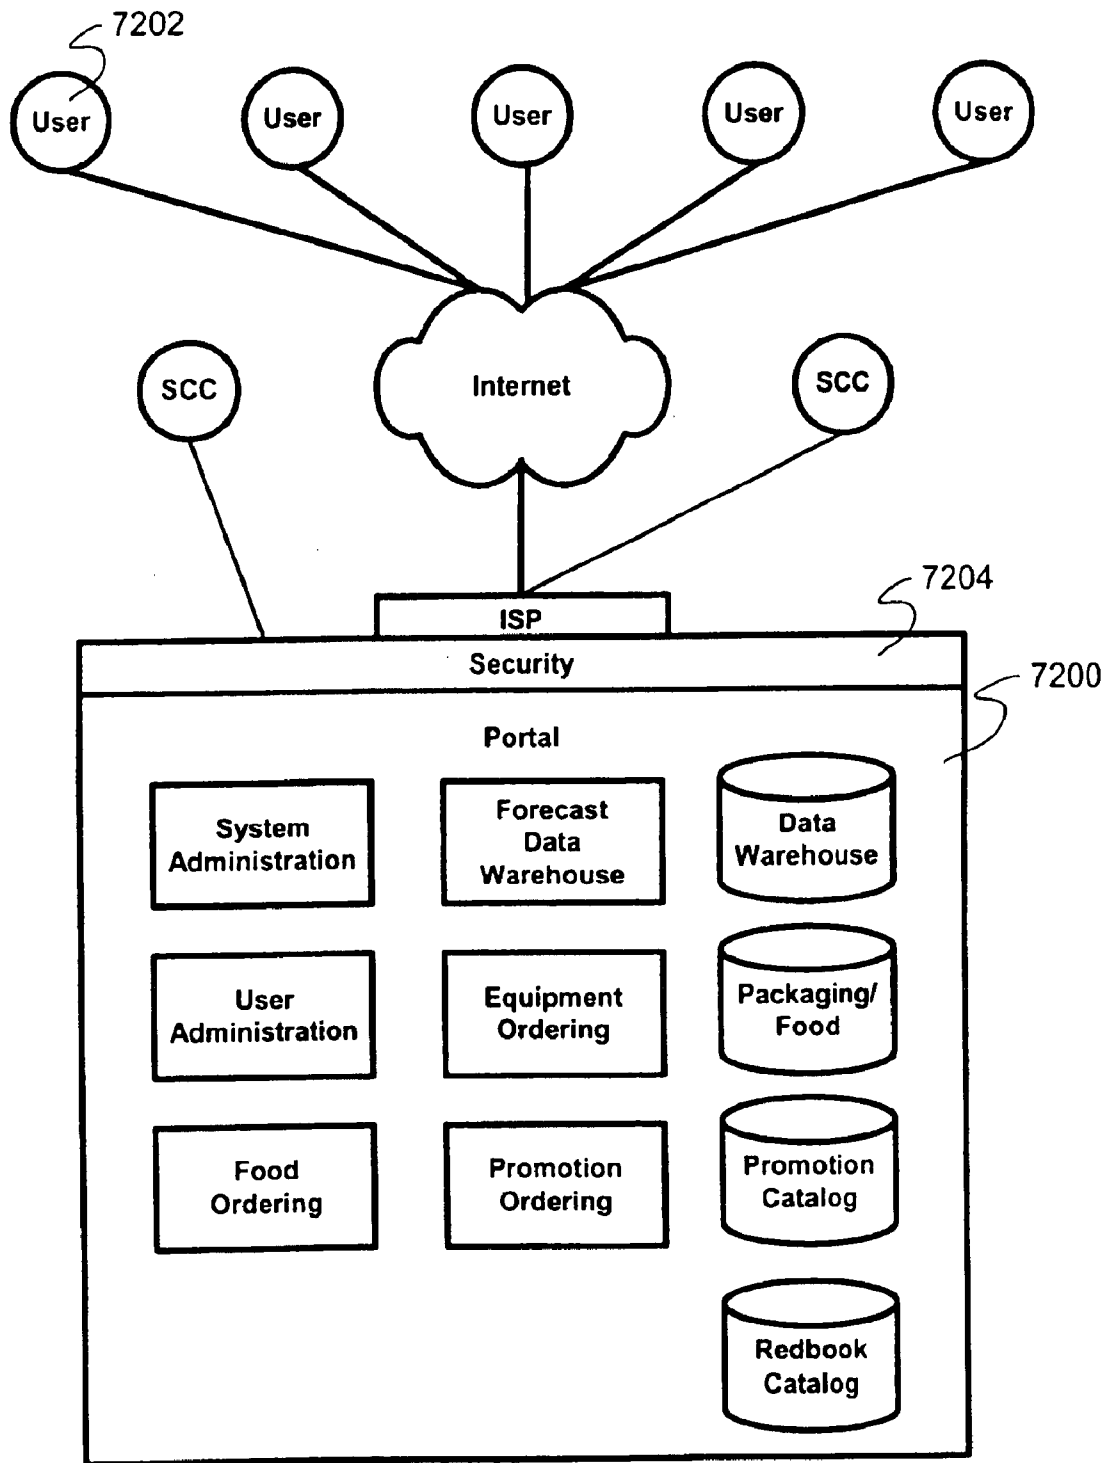 7202
User
User
User
User
User
SCC
Internet
SCC
7204
ISP
Security
7200
Portal
System
Administration
Forecast
Data
Warehouse
Data
Warehouse
User
Administration
Equipment
Ordering
Packaging/
Food
Food
Ordering
Promotion
Ordering
Promotion
Catalog
Redbook
Catalog